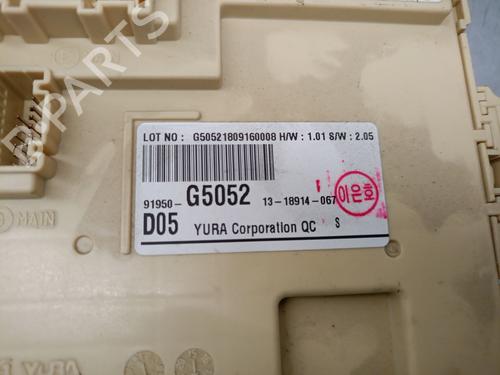 B-PARTS
LOT NO : G50521809160008 H/W : 1.01 S/W : 2.05
91950-G5052 13-18914-067
이은호
D05 YURA Corporation QC S
MAIN
YURA